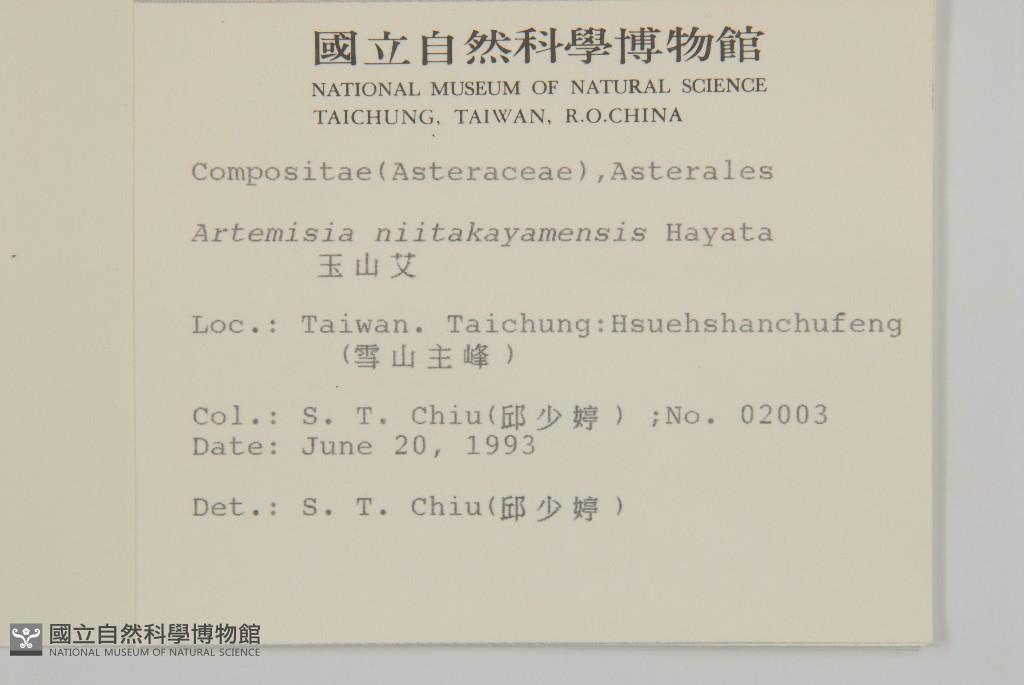 國立自然科學博物館
NATIONAL MUSEUM OF NATURAL SCIENCE
TAICHUNG, TAIWAN, R.O.CHINA
Compositae(Asteraceae),Asterales
Artemisia niitakayamensis Hayata
玉山艾
Loc.: Taiwan. Taichung:Hsuehshanchufeng
(雪山主峰)
Col.: S. T. Chiu(邱少婷) ;No. 02003
Date: June 20, 1993
Det.: S. T. Chiu(邱少婷)
國立自然科學博物館
NATIONAL MUSEUM OF NATURAL SCIENCE